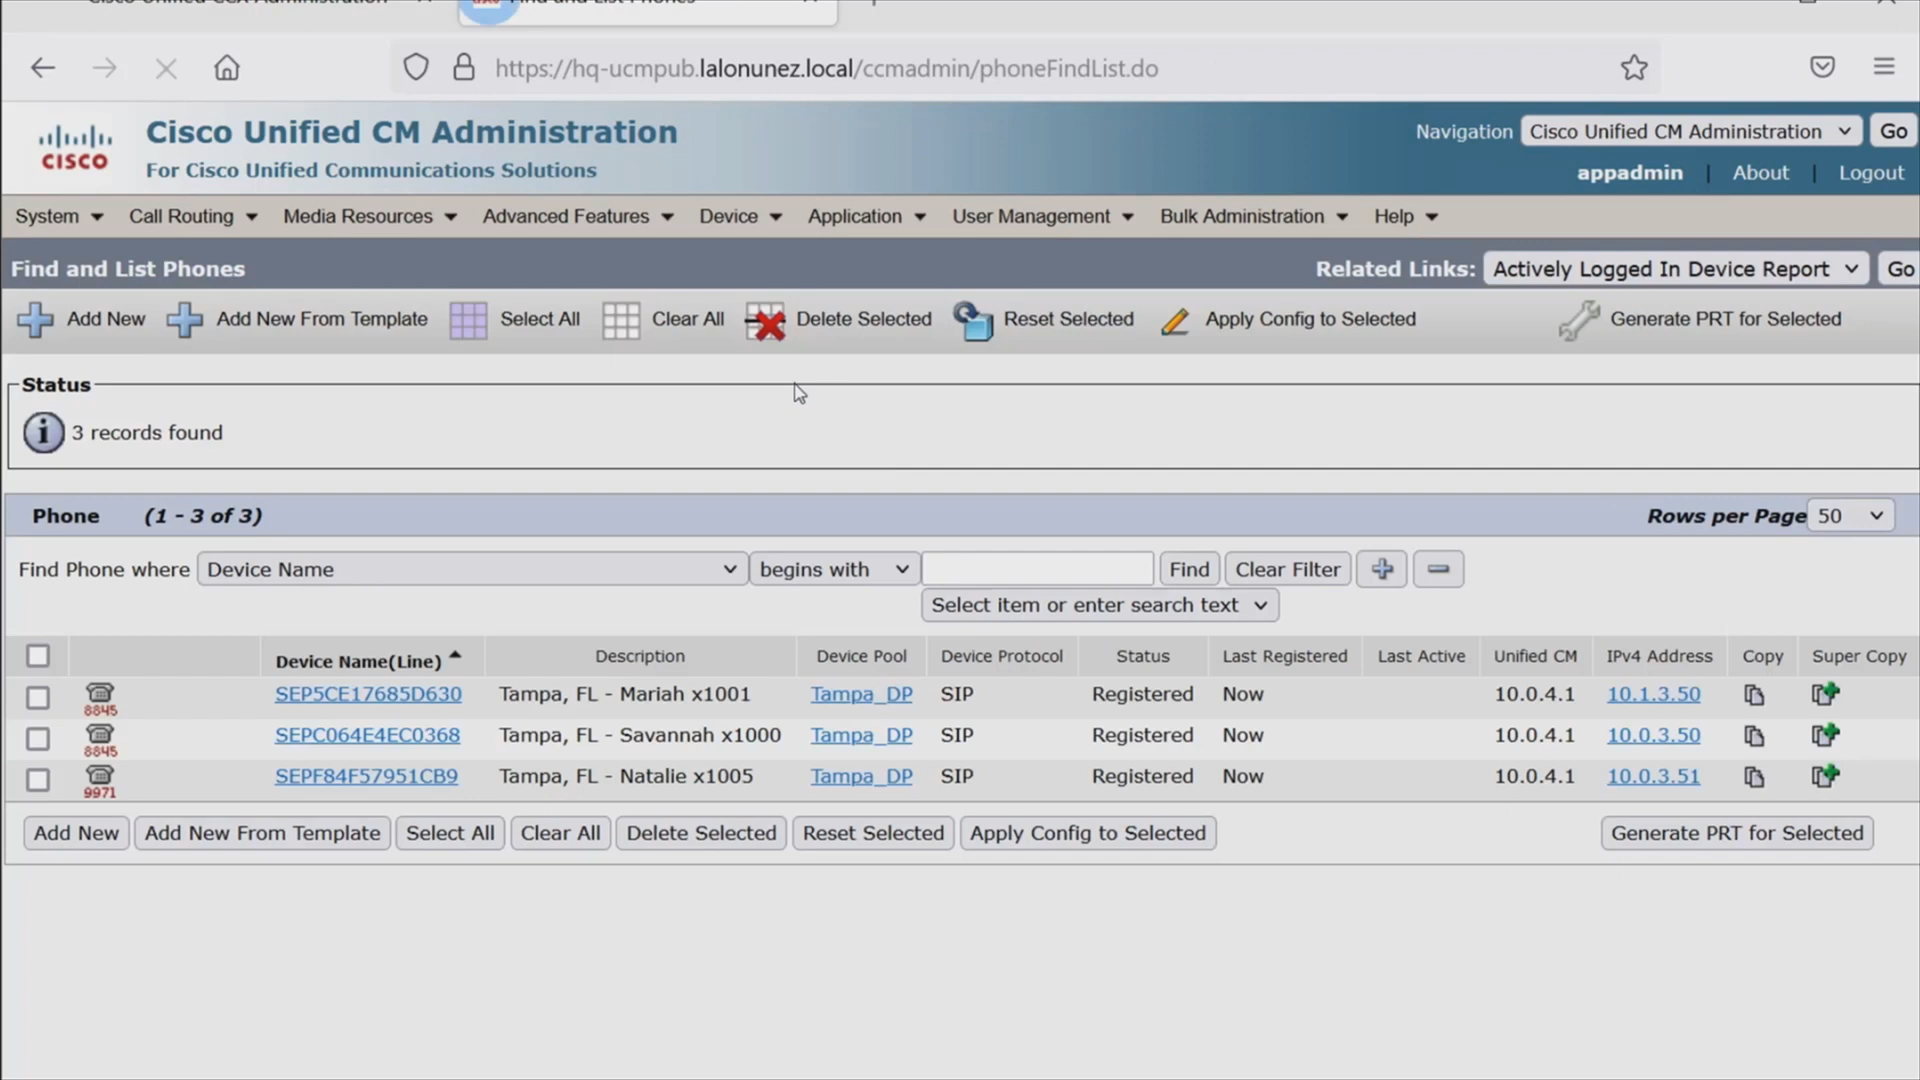 Cisco Unified CCX Administration
Find and List Phones
https://hq-ucmpub.lalonunez.local/ccmadmin/phoneFindList.do
CISCO
Cisco Unified CM Administration
For Cisco Unified Communications Solutions
Navigation Cisco Unified CM Administration Go
appadmin | About | Logout
System Call Routing Media Resources Advanced Features Device Application User Management Bulk Administration Help
Find and List Phones
Related Links: Actively Logged In Device Report Go
Add New Add New From Template Select All Clear All Delete Selected Reset Selected Apply Config to Selected Generate PRT for Selected
Status
3 records found
Phone (1 - 3 of 3) Rows per Page 50
Find Phone where Device Name begins with Find Clear Filter
Select item or enter search text
Device Name(Line) Description Device Pool Device Protocol Status Last Registered Last Active Unified CM IPv4 Address Copy Super Copy
8845 SEP5CE17685D630 Tampa, FL - Mariah x1001 Tampa_DP SIP Registered Now 10.0.4.1 10.1.3.50
8845 SEPC064E4EC0368 Tampa, FL - Savannah x1000 Tampa_DP SIP Registered Now 10.0.4.1 10.0.3.50
9971 SEPF84F57951CB9 Tampa, FL - Natalie x1005 Tampa_DP SIP Registered Now 10.0.4.1 10.0.3.51
Add New Add New From Template Select All Clear All Delete Selected Reset Selected Apply Config to Selected Generate PRT for Selected